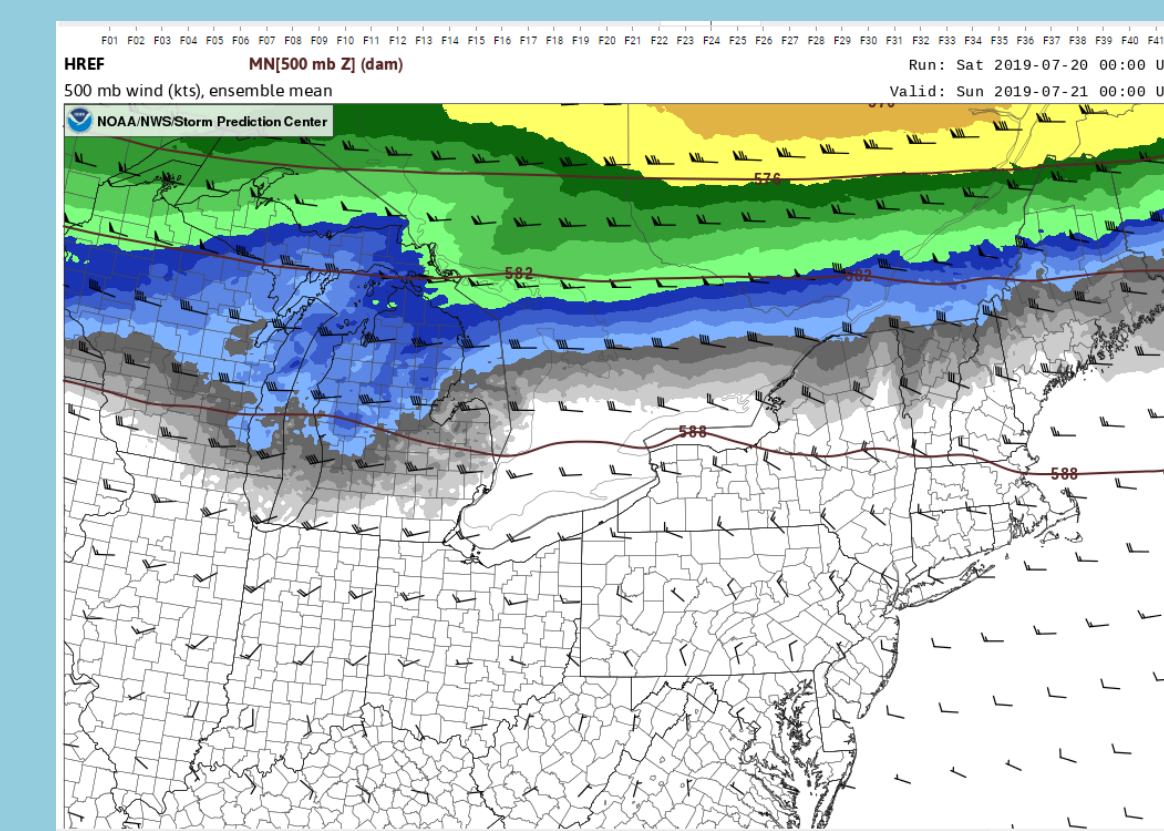 F01 F02 F03 F04 F05 F06 F07 F08 F09 F10 F11 F12 F13 F14 F15 F16 F17 F18 F19 F20 F21 F22 F23 F24 F25 F26 F27 F28 F29 F30 F31 F32 F33 F34 F35 F36 F37 F38 F39 F40 F41
HREF MN[500 mb Z] (dam) Run: Sat 2019-07-20 00:00 U
500 mb wind (kts), ensemble mean Valid: Sun 2019-07-21 00:00 U
NOAA/NWS/Storm Prediction Center
576
582 582
588
588